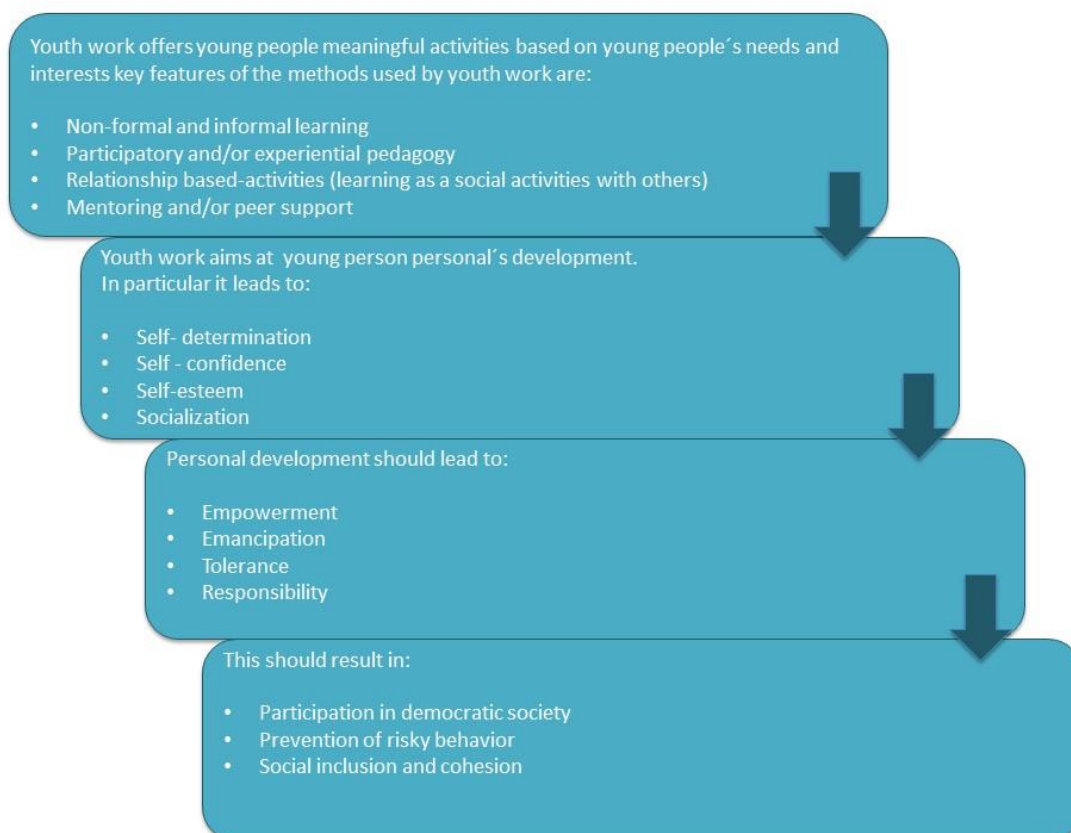 Youth work offers young people meaningful activities based on young people´s needs and
interests key features of the methods used by youth work are:
• Non-formal and informal learning
• Participatory and/or experiential pedagogy
• Relationship based-activities (learning as a social activities with others)
• Mentoring and/or peer support
Youth work aims at young person personal´s development.
In particular it leads to:
• Self- determination
• Self - confidence
• Self-esteem
• Socialization
Personal development should lead to:
• Empowerment
• Emancipation
• Tolerance
• Responsibility
This should result in:
• Participation in democratic society
• Prevention of risky behavior
• Social inclusion and cohesion